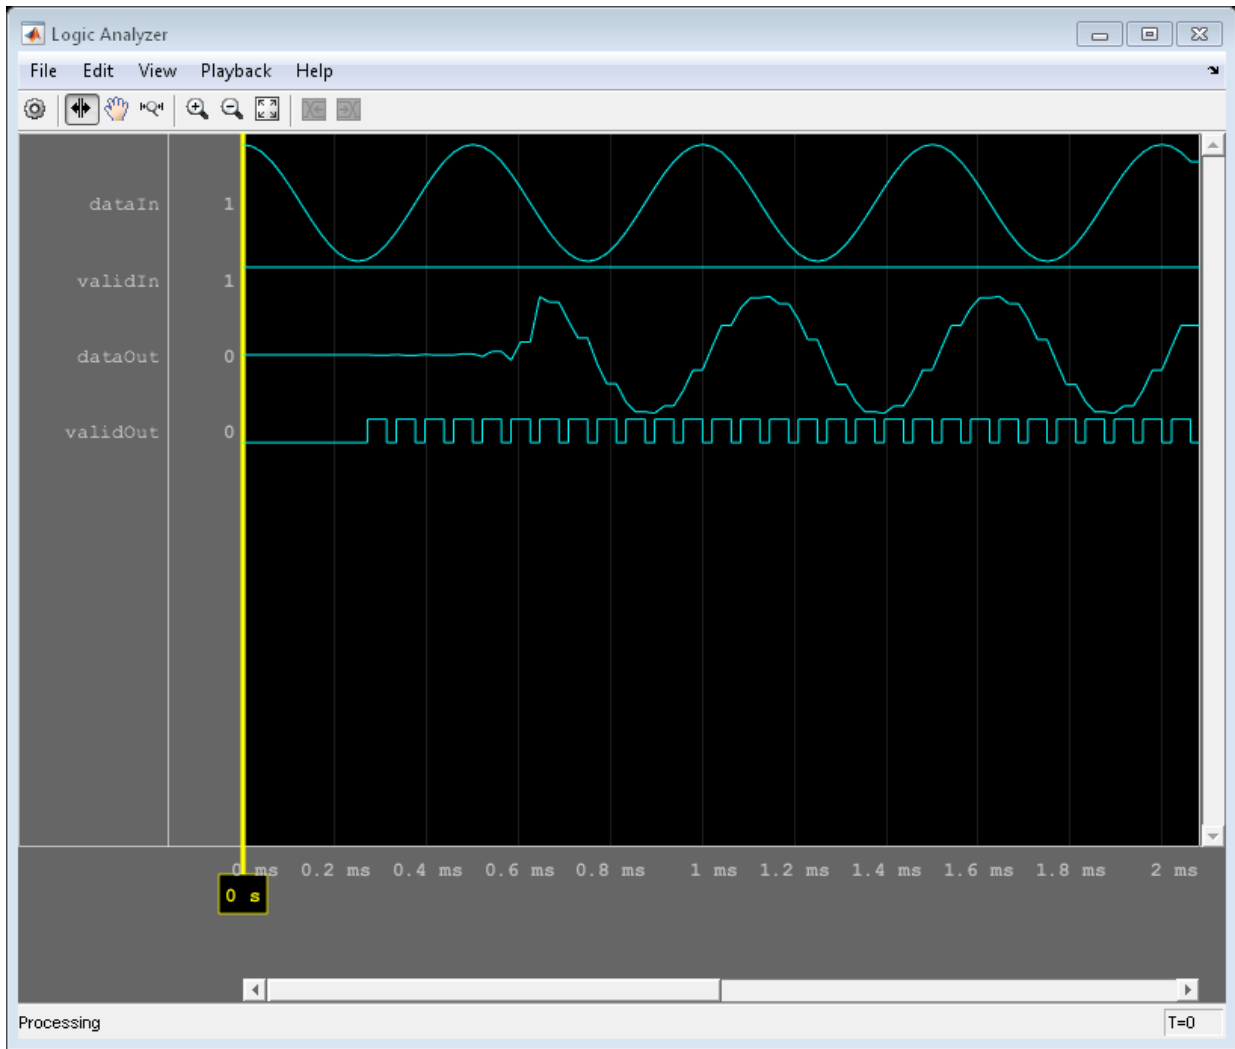 Logic Analyzer
File Edit View Playback Help
dataIn 1
validIn 1
dataOut 0
validOut 0
0 ms 0.2 ms 0.4 ms 0.6 ms 0.8 ms 1 ms 1.2 ms 1.4 ms 1.6 ms 1.8 ms 2 ms
0 s
Processing T=0